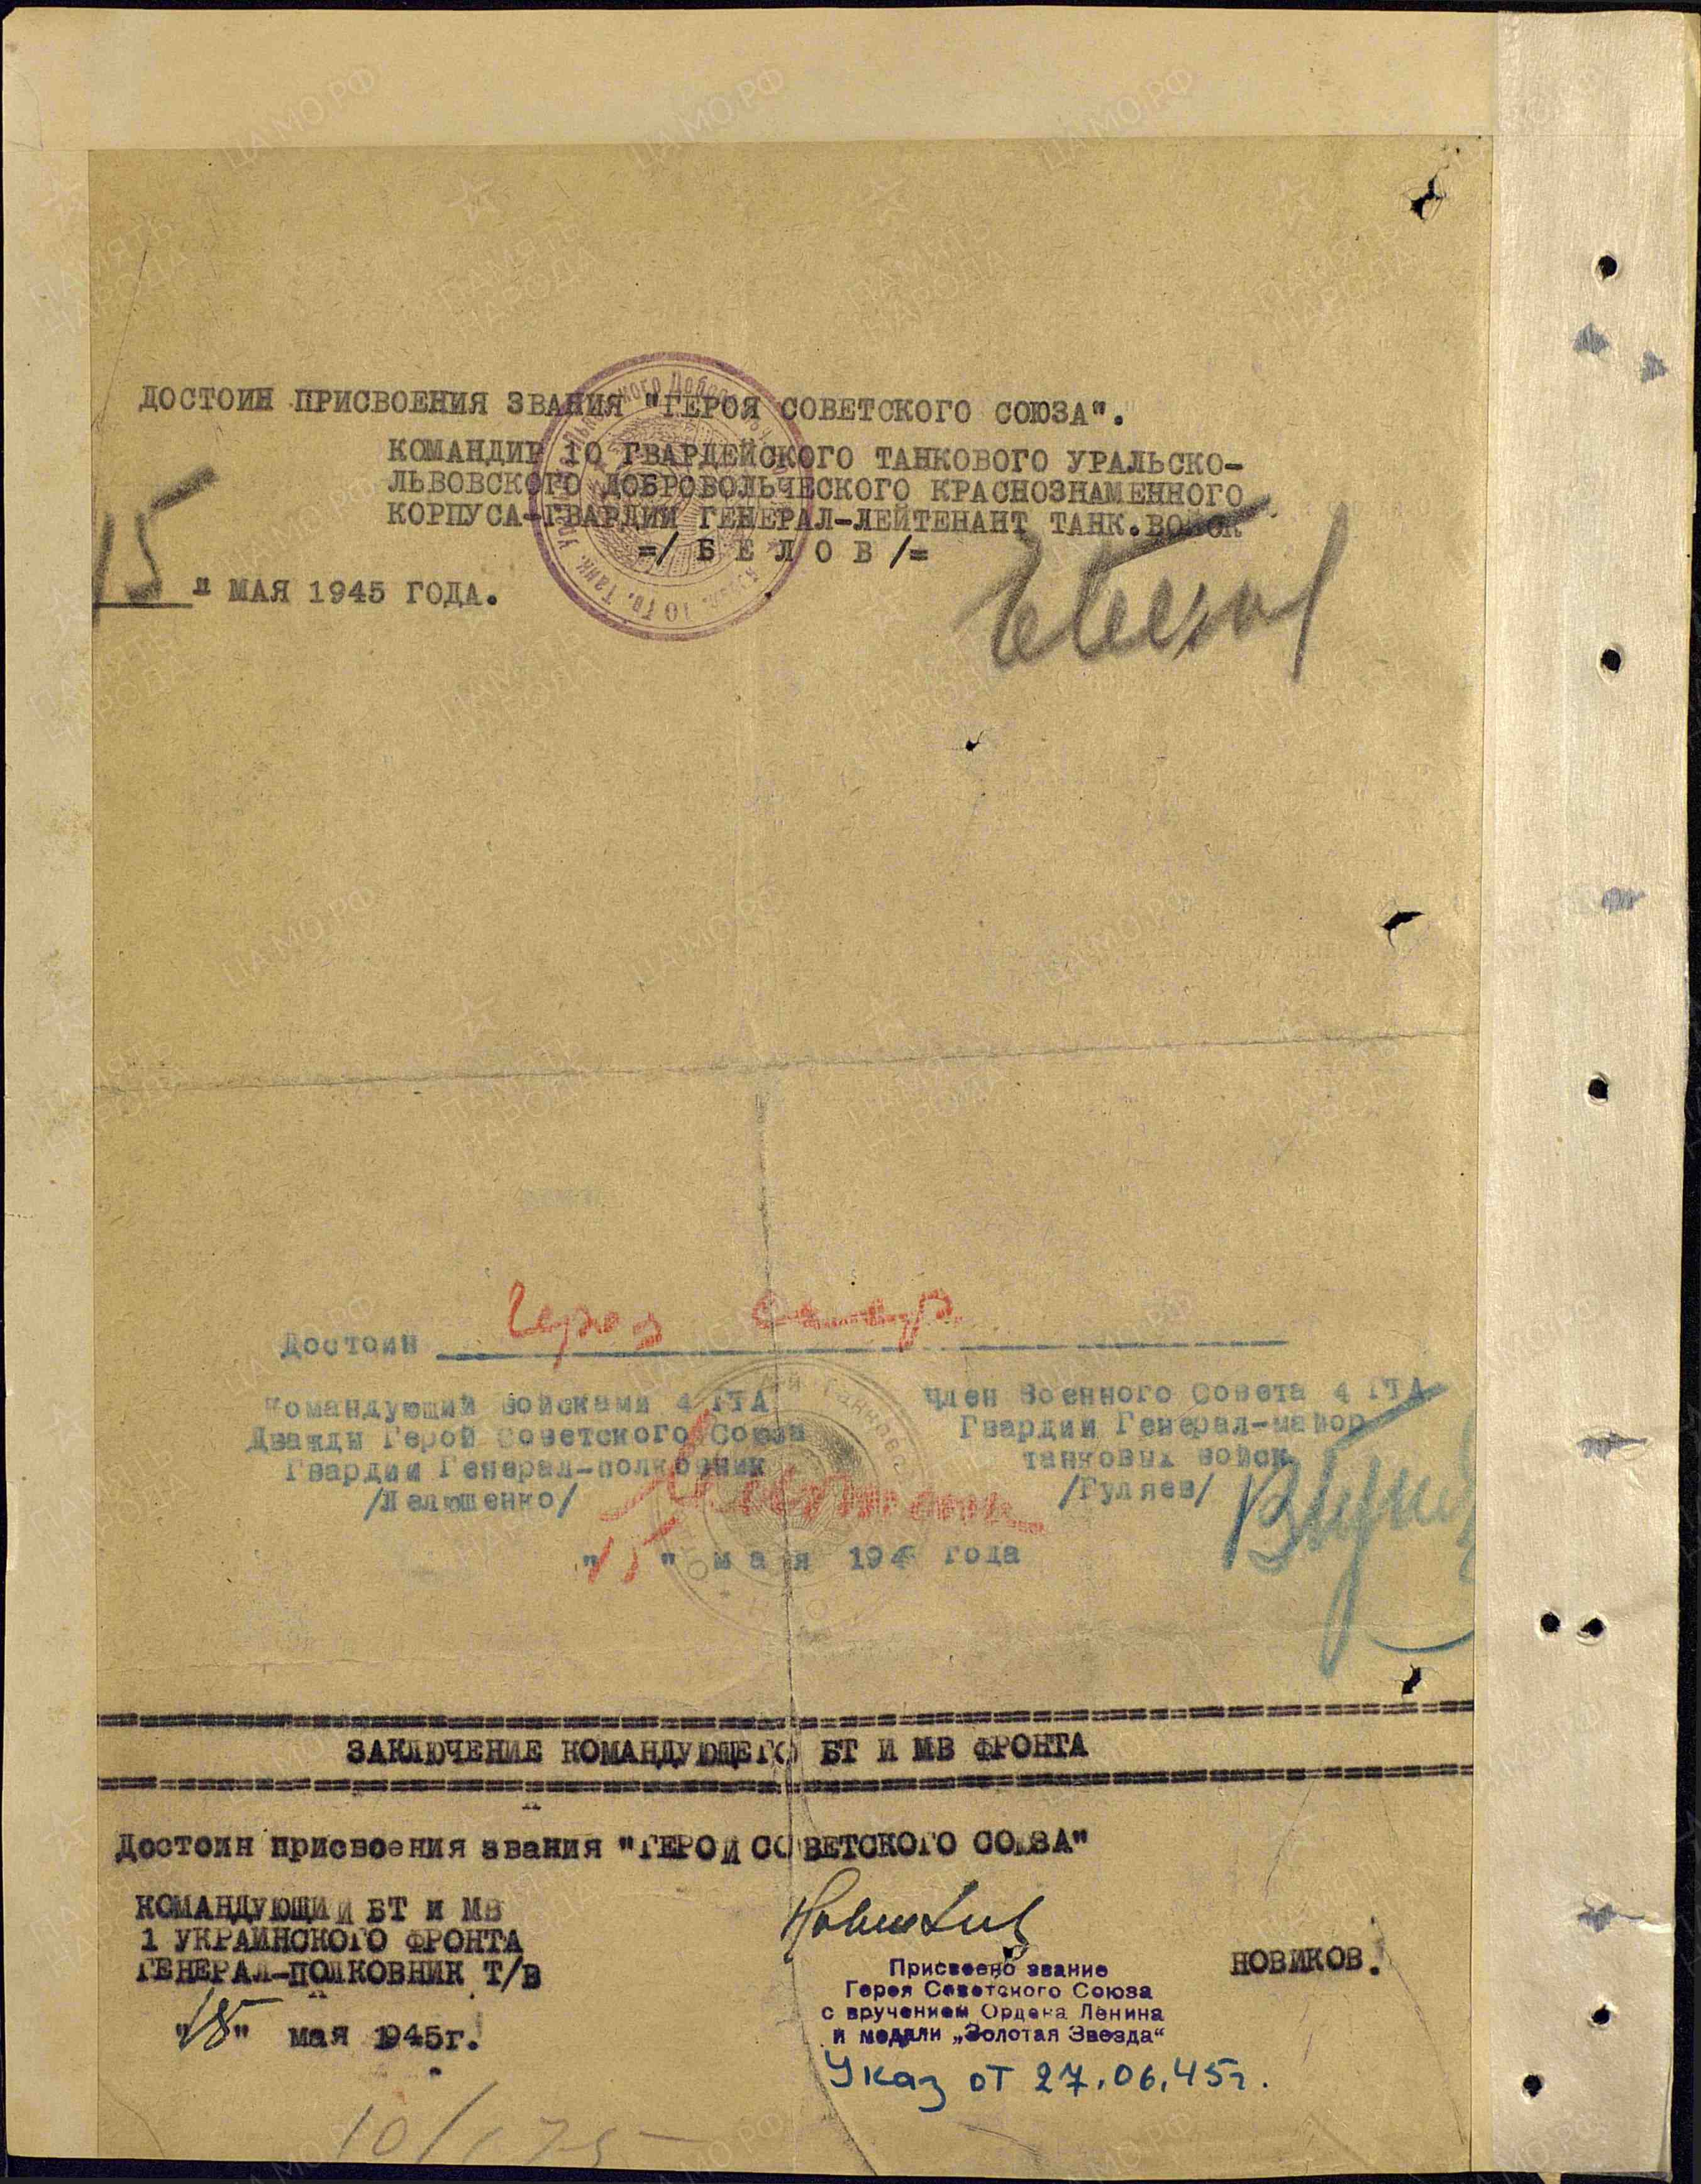 ДОСТОИН ПРИСВОЕНИЯ ЗВАНИЯ "ГЕРОЯ СОВЕТСКОГО СОЮЗА".
КОМАНДИР 10 ГВАРДЕЙСКОГО ТАНКОВОГО УРАЛЬСКО-
ЛЬВОВСКОГО ДОБРОВОЛЬЧЕСКОГО КРАСНОЗНАМЕННОГО
КОРПУСА-ГВАРДИИ ГЕНЕРАЛ-ЛЕЙТЕНАНТ ТАНК.ВОЙСК
=/ Б Е Л О В /=
15 " МАЯ 1945 ГОДА.
Достоин Героя
Командующий войсками 4 ГТА
Дважды Герой Советского Союза
Гвардии Генерал-полковник
/Лелюшенко/
Член Военного Совета 4 ГТА
Гвардии Генерал-майор
танковых войск
/Гуляев/
"15" м а я 194 года
ЗАКЛЮЧЕНИЕ КОМАНДУЮЩЕГО БТ И МВ ФРОНТА
Достоин присвоения звания "ГЕРОЙ СОВЕТСКОГО СОЮЗА"
КОМАНДУЮЩИЙ БТ и МВ
1 УКРАИНСКОГО ФРОНТА
ГЕНЕРАЛ-ПОЛКОВНИК Т/В
НОВИКОВ.
"18" мая 1945г.
Присвоено звание
Героя Советского Союза
с вручением Ордена Ленина
и медали „Золотая Звезда“
Указ от 27.06.45г.